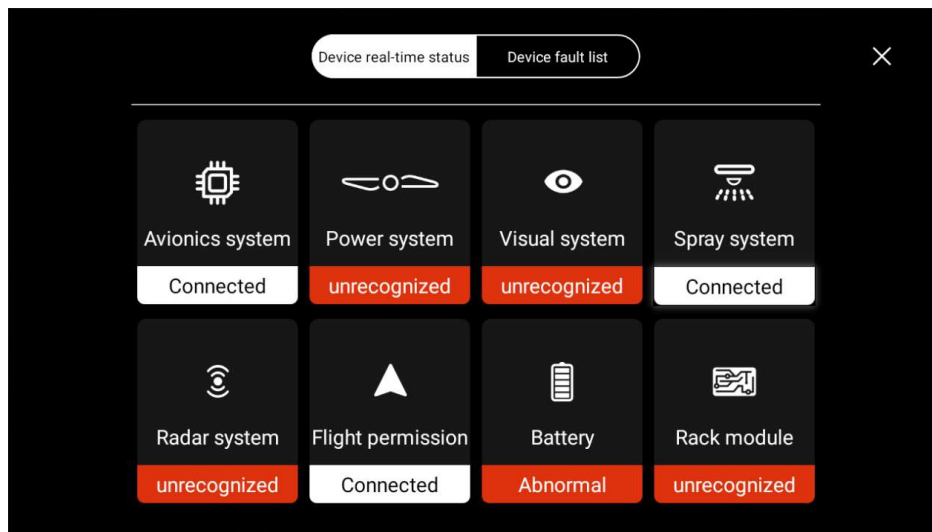 Device real-time status
Device fault list
Avionics system
Power system
Visual system
Spray system
Connected
unrecognized
unrecognized
Connected
Radar system
Flight permission
Battery
Rack module
unrecognized
Connected
Abnormal
unrecognized